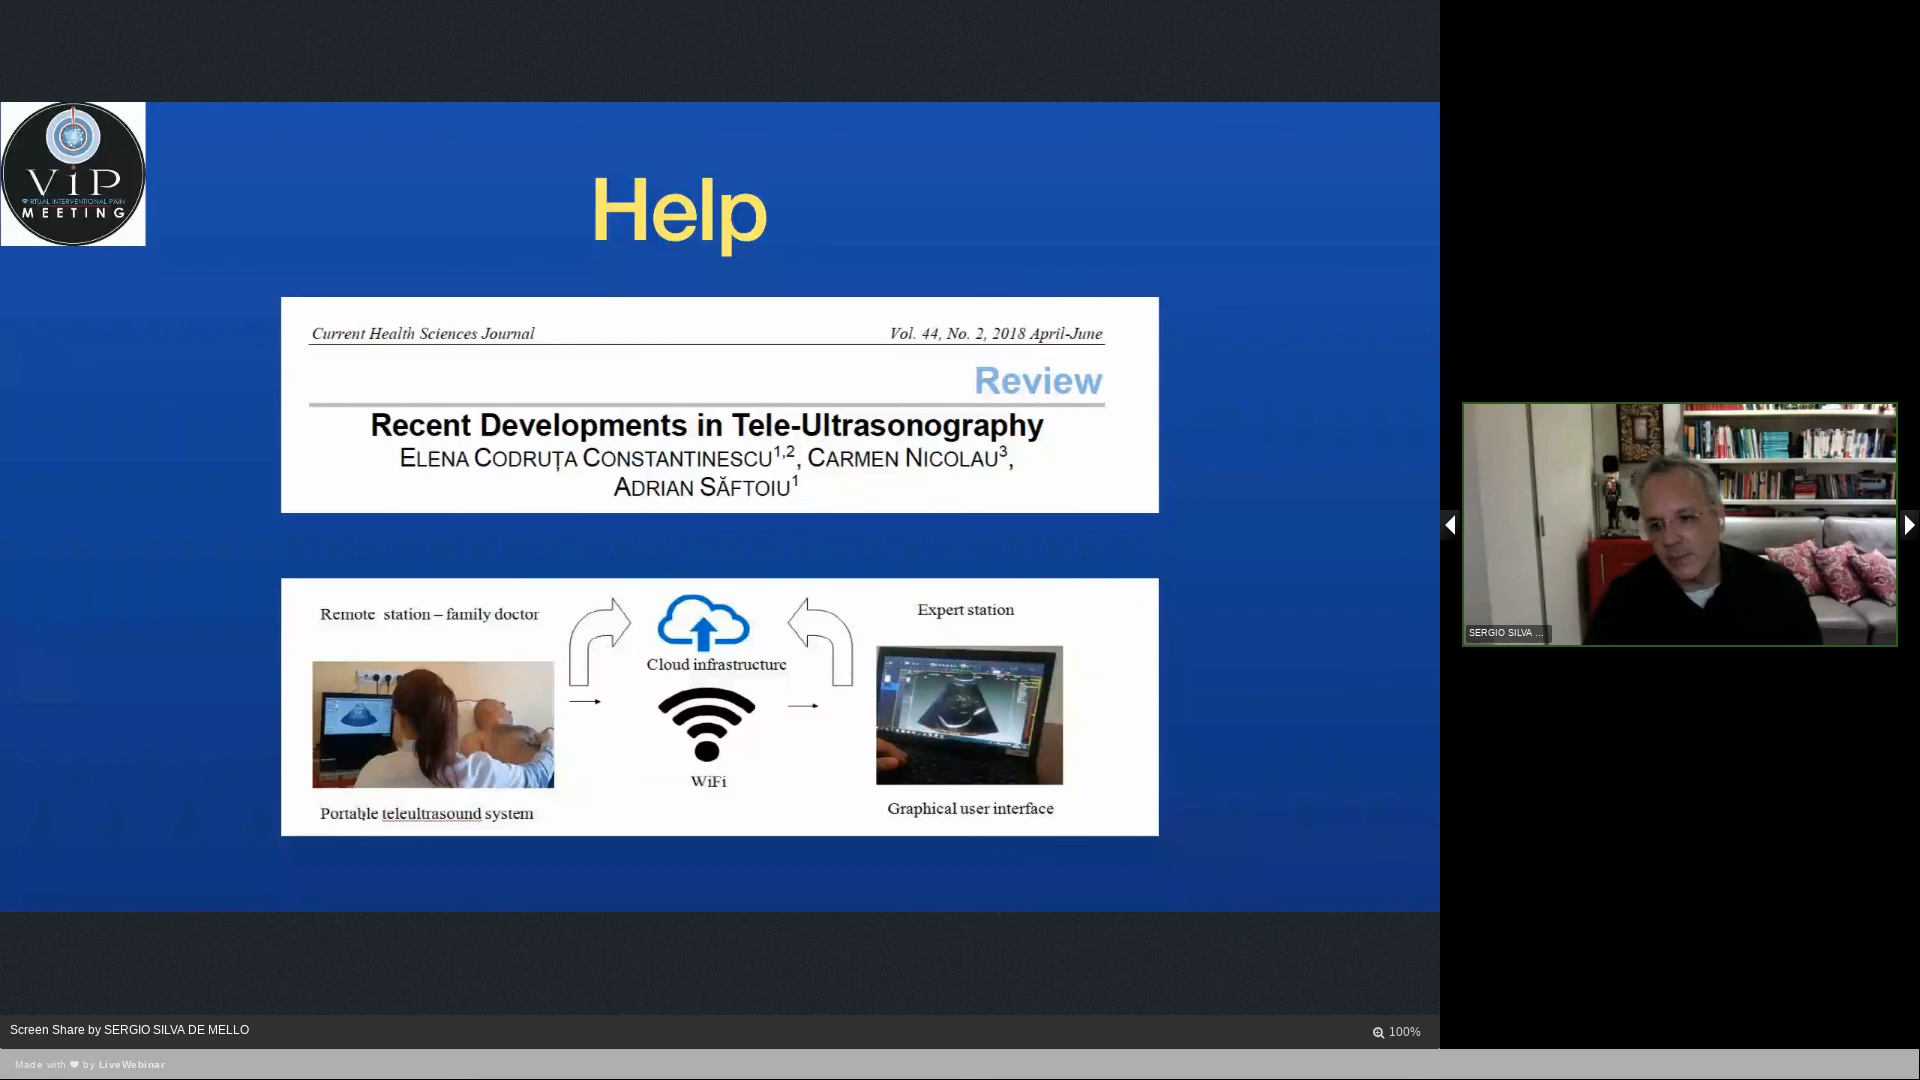 ViP
VIRTUAL INTERVENTIONAL PAIN
MEETING
Help
Current Health Sciences Journal
Vol. 44, No. 2, 2018 April-June
Review
Recent Developments in Tele-Ultrasonography
ELENA CODRUȚA CONSTANTINESCU1,2, CARMEN NICOLAU3,
ADRIAN SĂFTOIU1
Remote station – family doctor
Expert station
Cloud infrastructure
WiFi
Portable teleultrasound system
Graphical user interface
SERGIO SILVA ...
Screen Share by SERGIO SILVA DE MELLO
100%
Made with ♥ by LiveWebinar